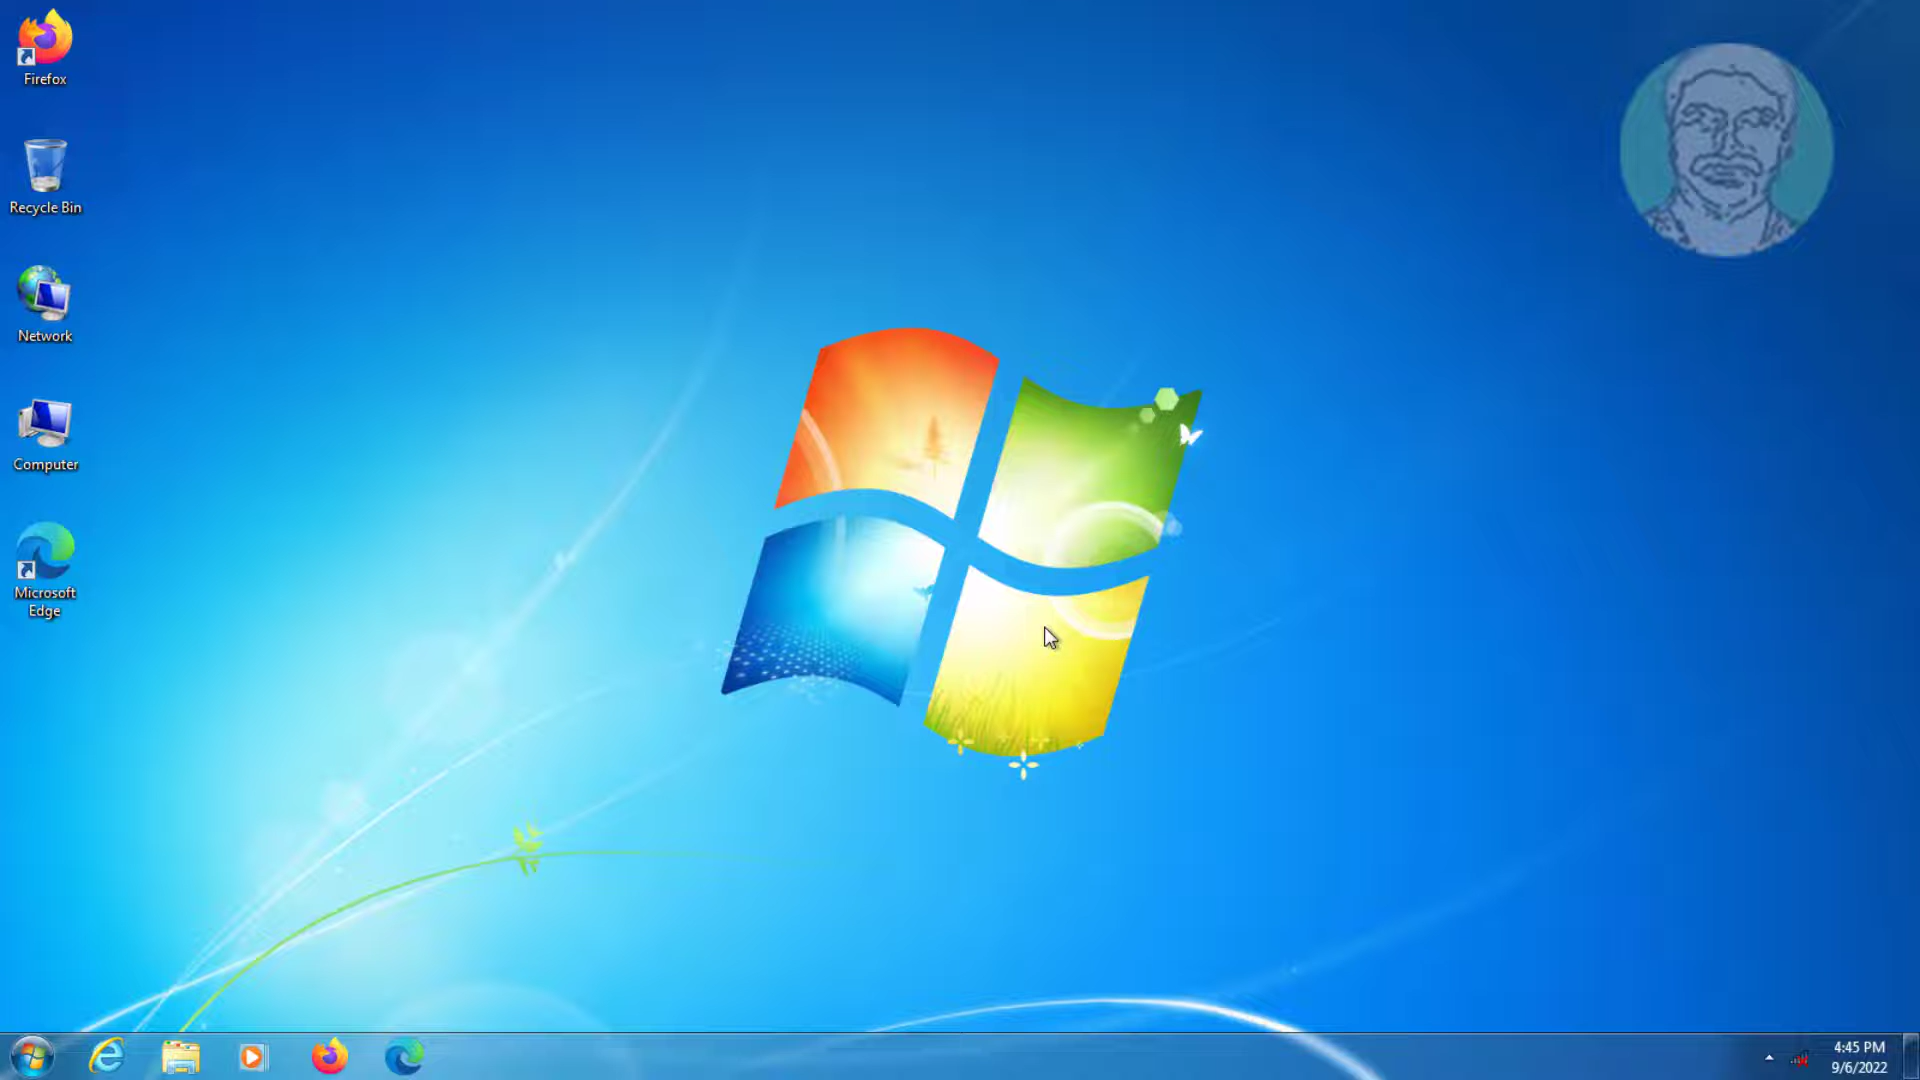 Firefox
Recycle Bin
Network
Computer
Microsoft
Edge
4:45 PM
9/6/2022